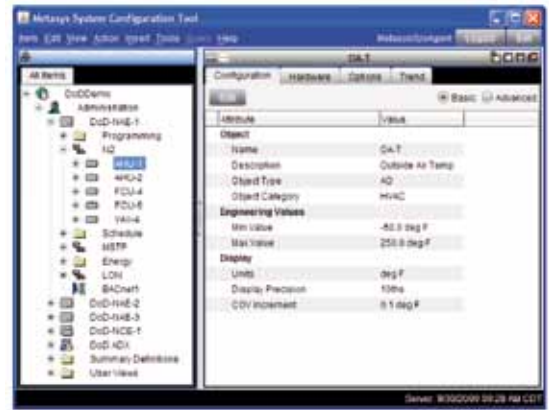 Metasys System Configuration Tool
Item Edit View Action Insert Tools Query Help
OA-T
All Items
Configuration Hardware Options Trend
Edit
Basic Advanced
Attribute Value
Object
Name OA-T
Description Outside Air Temp
Object Type AO
Object Category HVAC
Engineering Values
Min Value -50.0 deg F
Max Value 250.0 deg F
Display
Units deg F
Display Precision 10ths
COV Increment 0.1 deg F
DoDDemo
Administration
DoD-NAE-1
Programming
N2
AHU-1
AHU-2
FCU-4
FCU-5
VAV-4
Schedule
MSTP
Energy
LON
BACnet1
DoD-NAE-2
DoD-NAE-3
DoD-NCE-1
DoD ADX
Summary Definitions
User Views
Server: